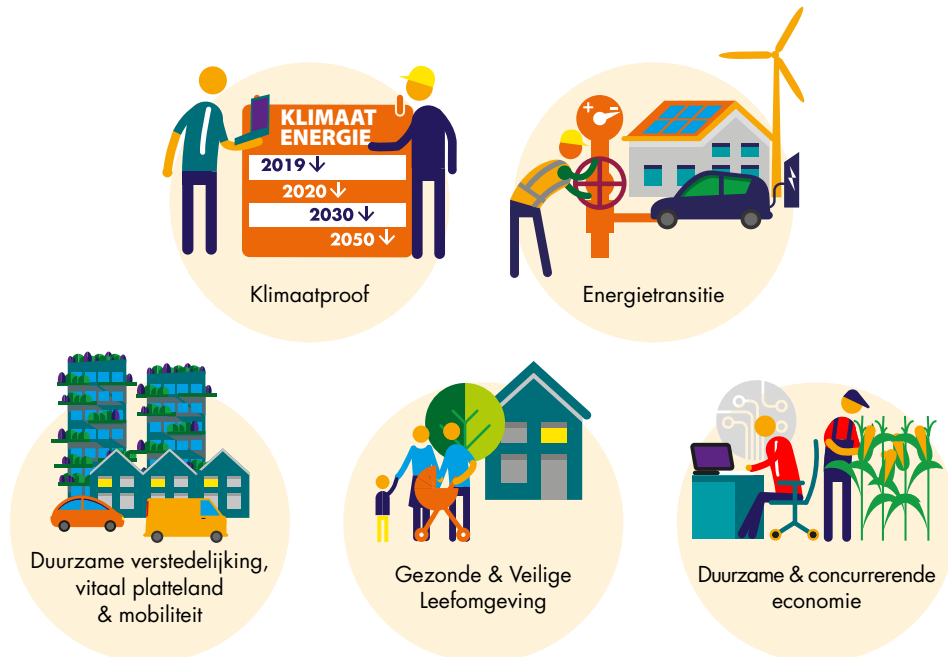 KLIMAAT
ENERGIE
2019 ↓
2020 ↓
2030 ↓
2050 ↓
Klimaatproof
+ −
Energietransitie
Duurzame verstedelijking,
vitaal platteland
& mobiliteit
Gezonde & Veilige
Leefomgeving
Duurzame & concurrerende
economie